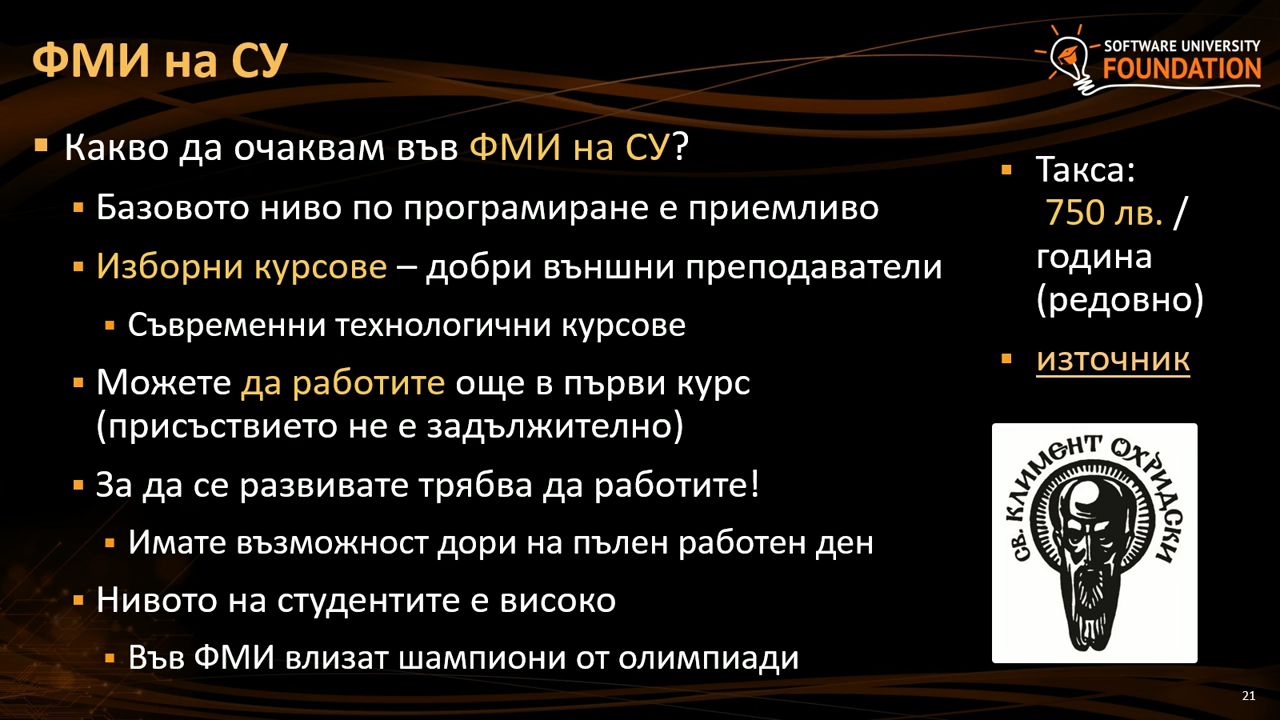 ФМИ на СУ
SOFTWARE UNIVERSITY
FOUNDATION
Какво да очаквам във ФМИ на СУ?
Базовото ниво по програмиране е приемливо
Изборни курсове – добри външни преподаватели
Съвременни технологични курсове
Можете да работите още в първи курс
(присъствието не е задължително)
За да се развивате трябва да работите!
Имате възможност дори на пълен работен ден
Нивото на студентите е високо
Във ФМИ влизат шампиони от олимпиади
Такса:
750 лв. /
година
(редовно)
източник
СВ. КЛИМЕНТ ОХРИДСКИ
21